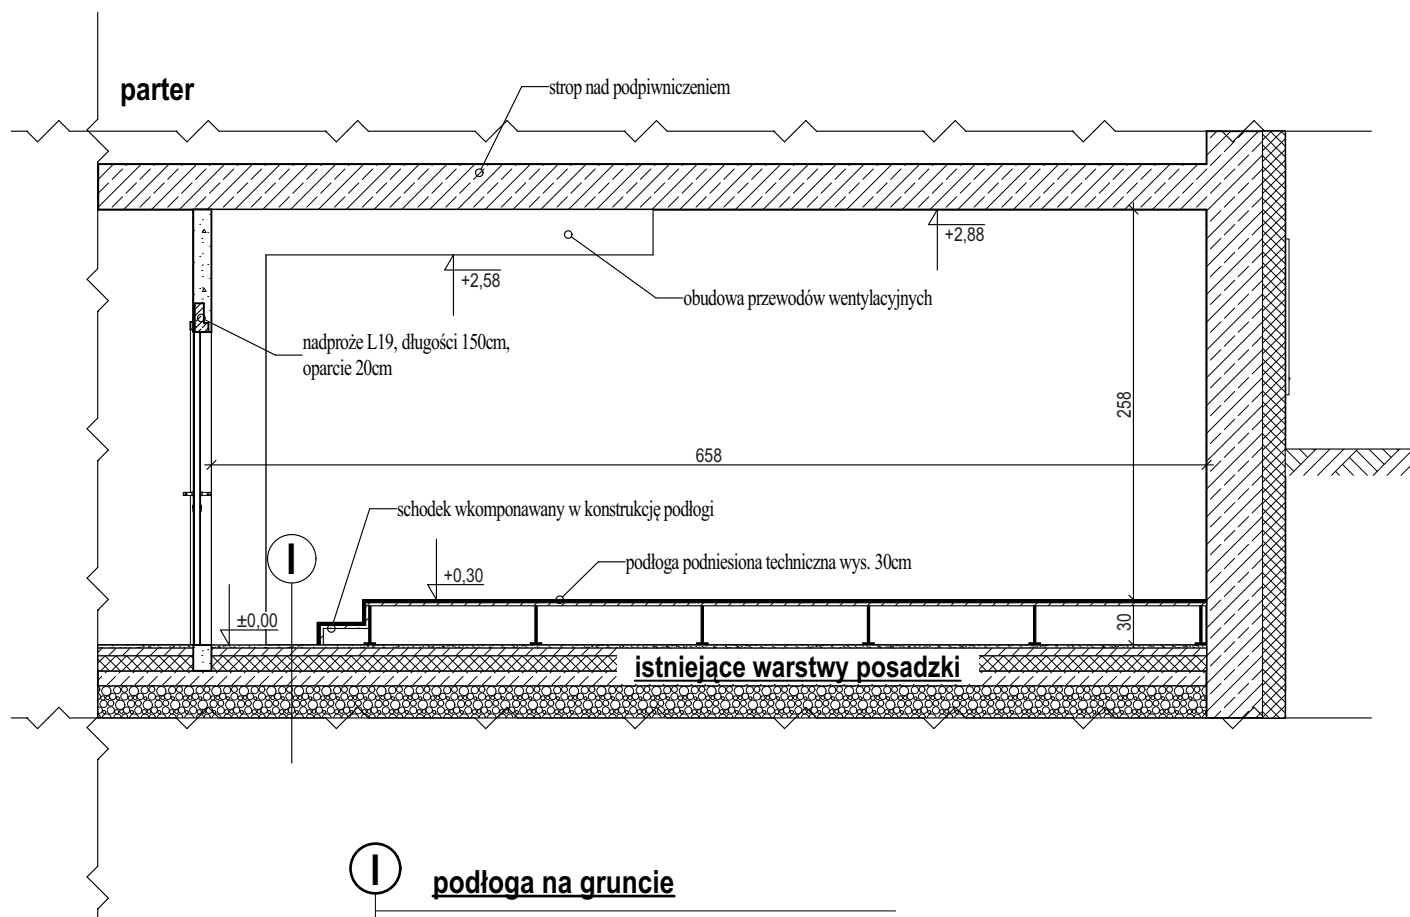 parter
strop nad podpiwniczeniem
+2,88
+2,58
obudowa przewodów wentylacyjnych
nadproże L19, długości 150cm,
oparcie 20cm
258
658
schodek wkomponawany w konstrukcję podłogi
I
podłoga podniesiona techniczna wys. 30cm
+0,30
±0,00
30
istniejące warstwy posadzki
I
podłoga na gruncie